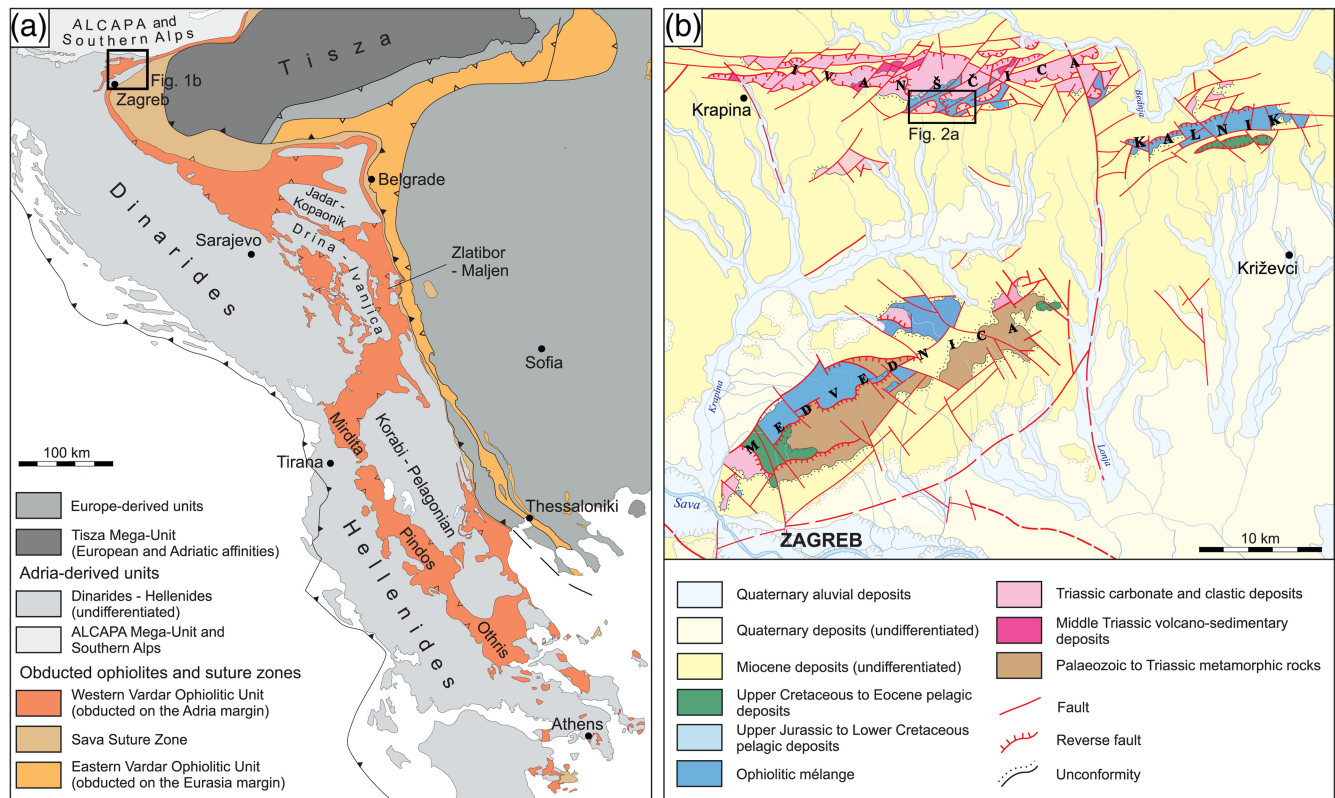 (a)
ALCAPA and
Southern Alps
Tisza
Fig. 1b
Zagreb
Belgrade
Jadar -
Kopaonik
Dinarides
Sarajevo
Drina - Ivanjica
Zlatibor
- Maljen
Sofia
Mirdita
Korabi - Pelagonian
100 km
Tirana
Thessaloniki
Pindos
Hellenides
Othris
Athens
Europe-derived units
Tisza Mega-Unit
(European and Adriatic affinities)
Adria-derived units
Dinarides - Hellenides
(undifferentiated)
ALCAPA Mega-Unit and
Southern Alps
Obducted ophiolites and suture zones
Western Vardar Ophiolitic Unit
(obducted on the Adria margin)
Sava Suture Zone
Eastern Vardar Ophiolitic Unit
(obducted on the Eurasia margin)
(b)
IVANŠČICA
Krapina
Bednja
Fig. 2a
KALNIK
Križevci
MEDVEDNICA
Krapina
Lonja
Sava
ZAGREB
10 km
Quaternary aluvial deposits
Quaternary deposits (undifferentiated)
Miocene deposits (undifferentiated)
Upper Cretaceous to Eocene pelagic
deposits
Upper Jurassic to Lower Cretaceous
pelagic deposits
Ophiolitic mélange
Triassic carbonate and clastic deposits
Middle Triassic volcano-sedimentary
deposits
Palaeozoic to Triassic metamorphic rocks
Fault
Reverse fault
Unconformity